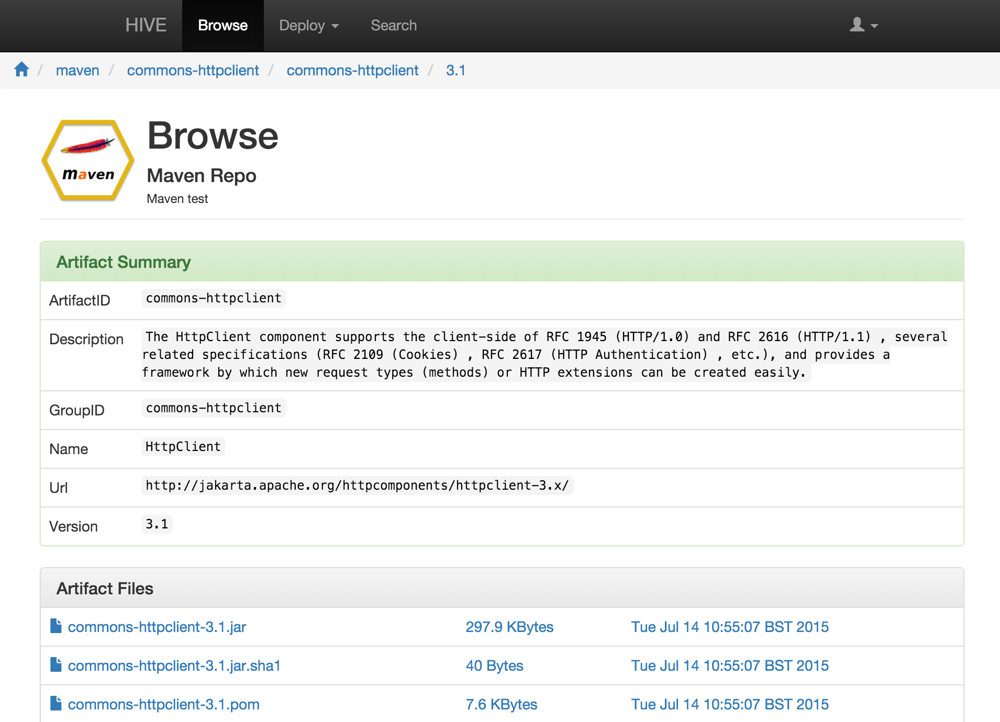 HIVE Browse Deploy Search
/ maven / commons-httpclient / commons-httpclient / 3.1
maven
Browse
Maven Repo
Maven test
Artifact Summary
ArtifactID commons-httpclient
Description The HttpClient component supports the client-side of RFC 1945 (HTTP/1.0) and RFC 2616 (HTTP/1.1) , several
related specifications (RFC 2109 (Cookies) , RFC 2617 (HTTP Authentication) , etc.), and provides a
framework by which new request types (methods) or HTTP extensions can be created easily.
GroupID commons-httpclient
Name HttpClient
Url http://jakarta.apache.org/httpcomponents/httpclient-3.x/
Version 3.1
Artifact Files
commons-httpclient-3.1.jar 297.9 KBytes Tue Jul 14 10:55:07 BST 2015
commons-httpclient-3.1.jar.sha1 40 Bytes Tue Jul 14 10:55:07 BST 2015
commons-httpclient-3.1.pom 7.6 KBytes Tue Jul 14 10:55:07 BST 2015